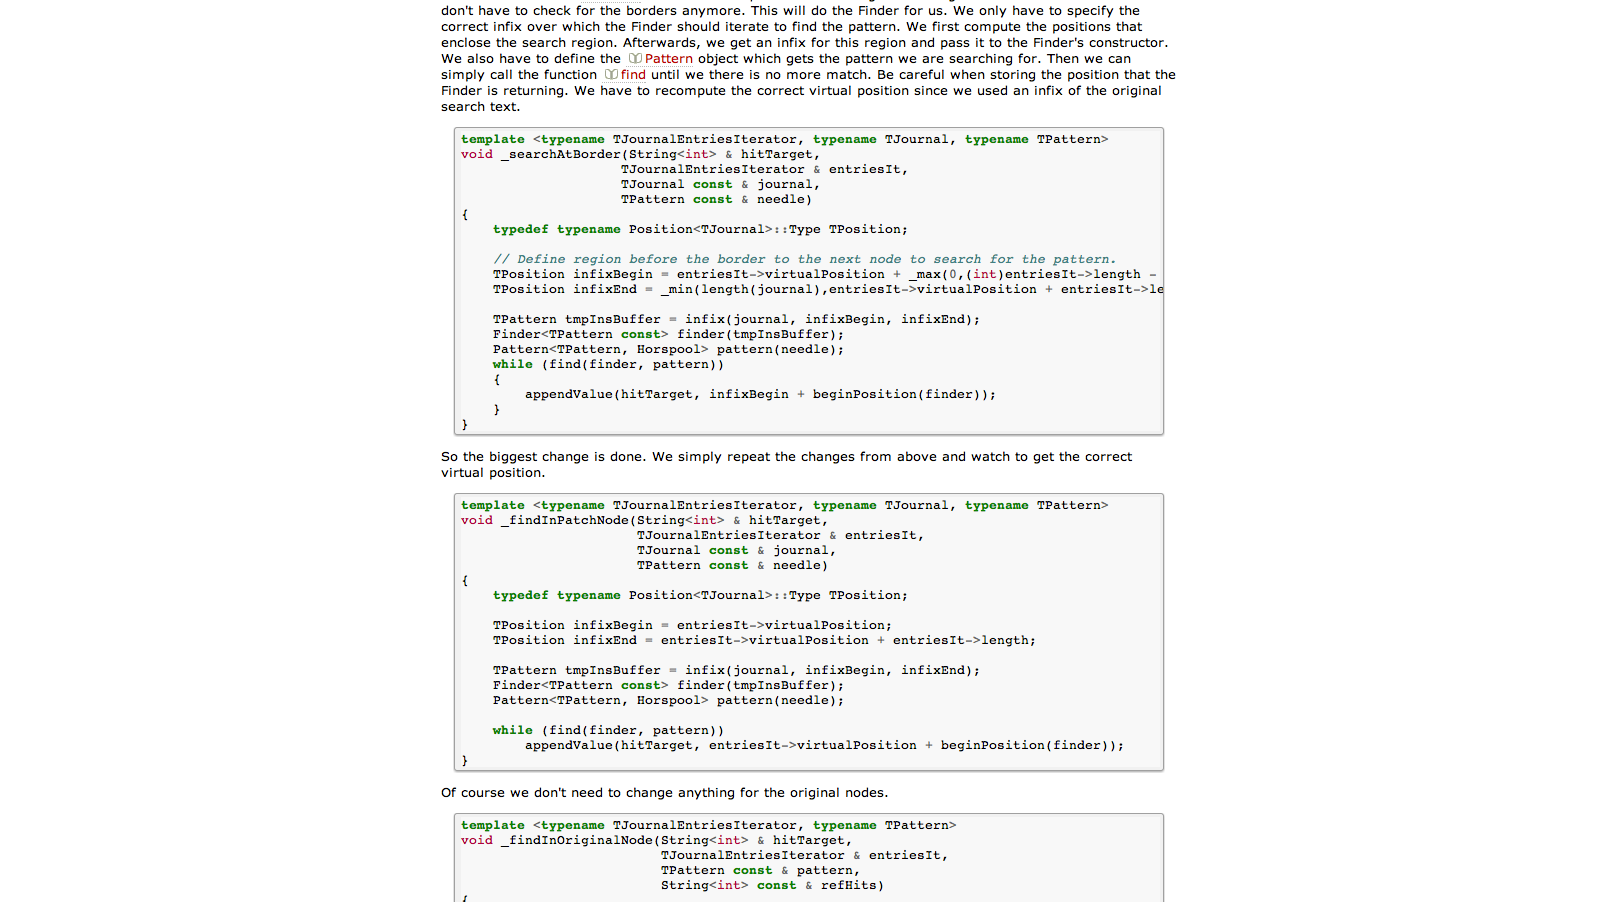 don't have to check for the borders anymore. This will do the Finder for us. We only have to specify the
correct infix over which the Finder should iterate to find the pattern. We first compute the positions that
enclose the search region. Afterwards, we get an infix for this region and pass it to the Finder's constructor.
We also have to define the Pattern object which gets the pattern we are searching for. Then we can
simply call the function find until we there is no more match. Be careful when storing the position that the
Finder is returning. We have to recompute the correct virtual position since we used an infix of the original
search text.
template <typename TJournalEntriesIterator, typename TJournal, typename TPattern>
void _searchAtBorder(String<int> & hitTarget,
                    TJournalEntriesIterator & entriesIt,
                    TJournal const & journal,
                    TPattern const & needle)
{
    typedef typename Position<TJournal>::Type TPosition;
    // Define region before the border to the next node to search for the pattern.
    TPosition infixBegin = entriesIt->virtualPosition + _max(0,(int)entriesIt->length -
    TPosition infixEnd = _min(length(journal),entriesIt->virtualPosition + entriesIt->le
    TPattern tmpInsBuffer = infix(journal, infixBegin, infixEnd);
    Finder<TPattern const> finder(tmpInsBuffer);
    Pattern<TPattern, Horspool> pattern(needle);
    while (find(finder, pattern))
    {
        appendValue(hitTarget, infixBegin + beginPosition(finder));
    }
}
So the biggest change is done. We simply repeat the changes from above and watch to get the correct
virtual position.
template <typename TJournalEntriesIterator, typename TJournal, typename TPattern>
void _findInPatchNode(String<int> & hitTarget,
                      TJournalEntriesIterator & entriesIt,
                      TJournal const & journal,
                      TPattern const & needle)
{
    typedef typename Position<TJournal>::Type TPosition;
    TPosition infixBegin = entriesIt->virtualPosition;
    TPosition infixEnd = entriesIt->virtualPosition + entriesIt->length;
    TPattern tmpInsBuffer = infix(journal, infixBegin, infixEnd);
    Finder<TPattern const> finder(tmpInsBuffer);
    Pattern<TPattern, Horspool> pattern(needle);
    while (find(finder, pattern))
        appendValue(hitTarget, entriesIt->virtualPosition + beginPosition(finder));
}
Of course we don't need to change anything for the original nodes.
template <typename TJournalEntriesIterator, typename TPattern>
void _findInOriginalNode(String<int> & hitTarget,
                         TJournalEntriesIterator & entriesIt,
                         TPattern const & pattern,
                         String<int> const & refHits)
{